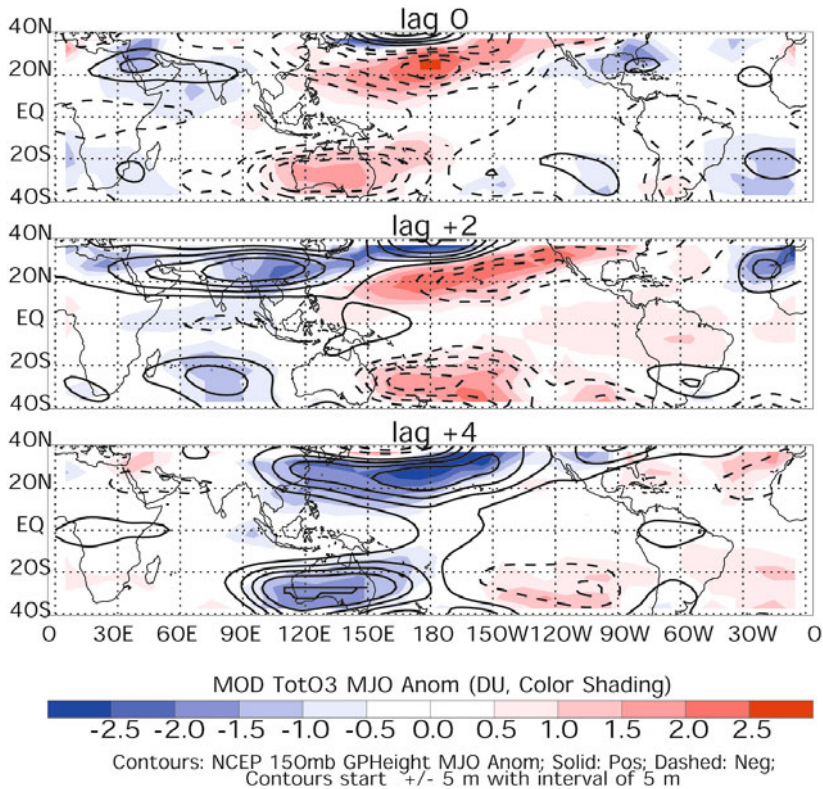 lag 0
40N
20N
EQ
20S
40S
lag +2
40N
20N
EQ
20S
40S
lag +4
40N
20N
EQ
20S
40S
0 30E 60E 90E 120E 150E 180 150W 120W 90W 60W 30W 0
MOD TotO3 MJO Anom (DU, Color Shading)
-2.5 -2.0 -1.5 -1.0 -0.5 0.0 0.5 1.0 1.5 2.0 2.5
Contours: NCEP 150mb GPHeight MJO Anom; Solid: Pos; Dashed: Neg;
Contours start +/- 5 m with interval of 5 m